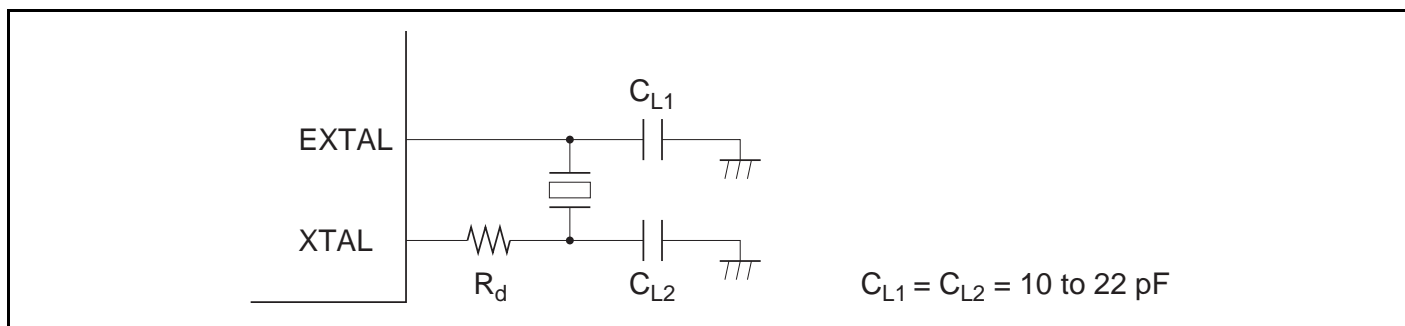 C_L1
EXTAL
XTAL
R_d
C_L2
C_L1 = C_L2 = 10 to 22 pF